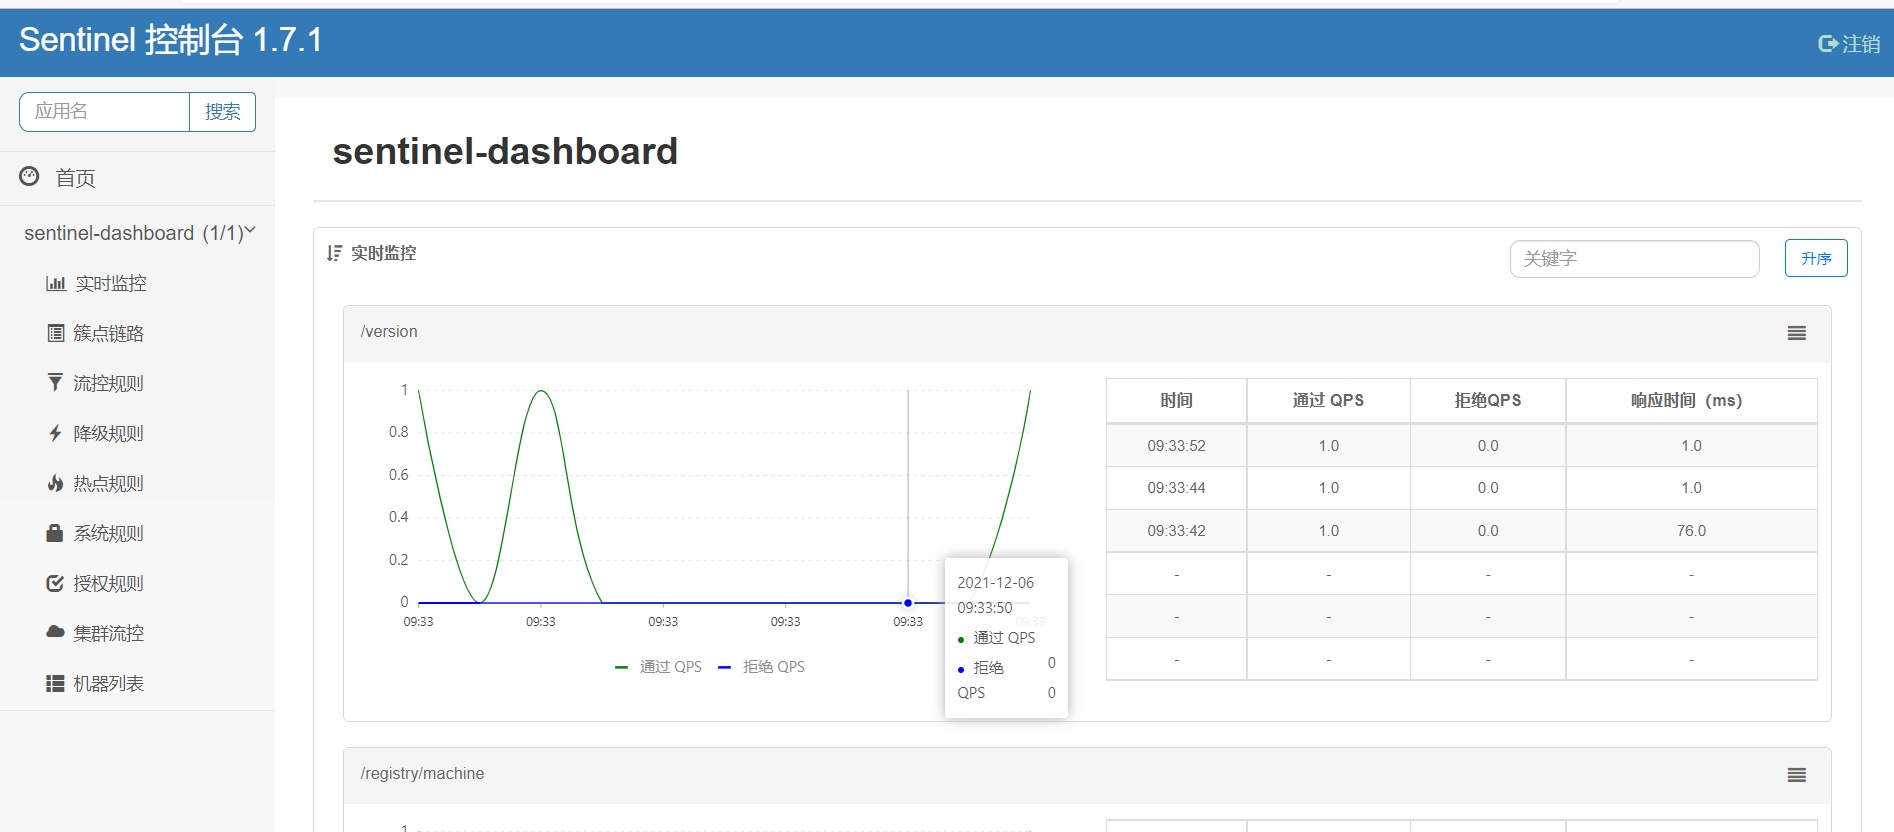 Sentinel 控制台 1.7.1
注销
应用名
搜索
首页
sentinel-dashboard (1/1)
实时监控
簇点链路
流控规则
降级规则
热点规则
系统规则
授权规则
集群流控
机器列表
sentinel-dashboard
实时监控
关键字
升序
/version
1
0.8
0.6
0.4
0.2
0
09:33 09:33 09:33 09:33 09:33 09:33
通过 QPS 拒绝 QPS
2021-12-06
09:33:50
通过 QPS
0
拒绝
QPS 0
时间 通过 QPS 拒绝QPS 响应时间（ms）
09:33:52 1.0 0.0 1.0
09:33:44 1.0 0.0 1.0
09:33:42 1.0 0.0 76.0
- - - -
- - - -
- - - -
/registry/machine
1